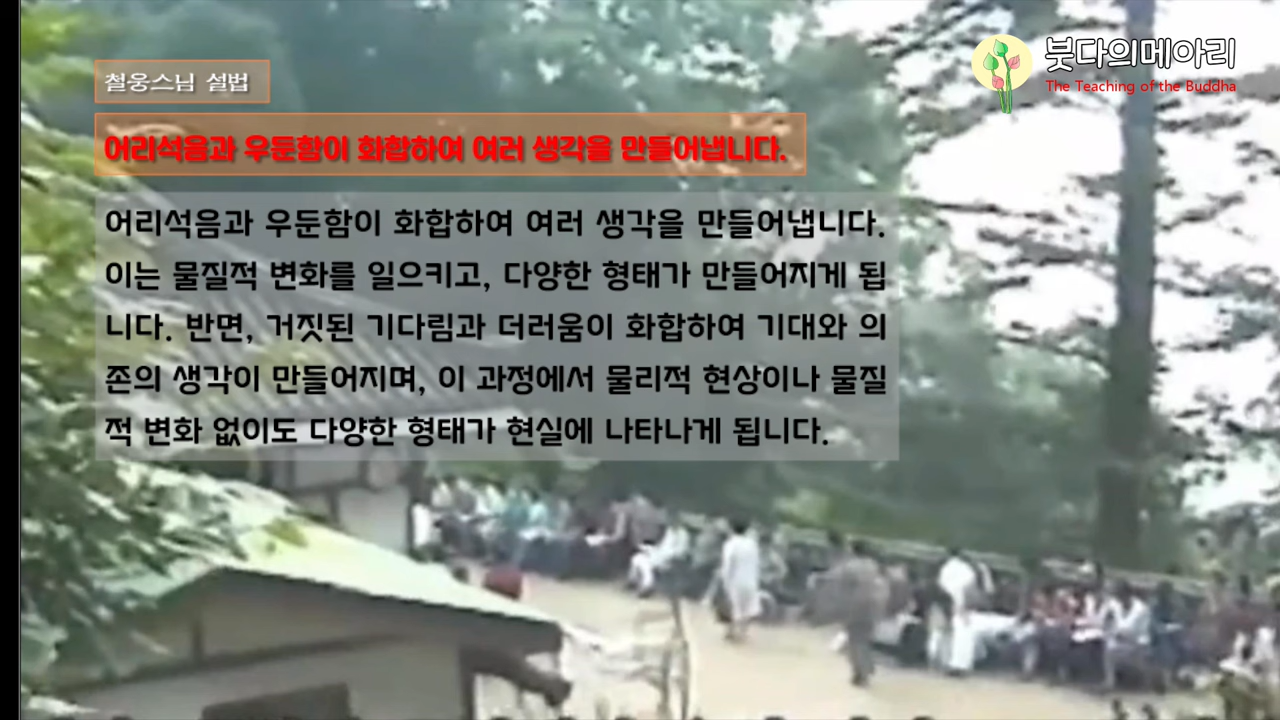 철웅스님 설법
붓다의메아리
The Teaching of the Buddha
어리석음과 우둔함이 화합하여 여러 생각을 만들어냅니다.
어리석음과 우둔함이 화합하여 여러 생각을 만들어냅니다.
이는 물질적 변화를 일으키고, 다양한 형태가 만들어지게 됩
니다. 반면, 거짓된 기다림과 더러움이 화합하여 기대와 의
존의 생각이 만들어지며, 이 과정에서 물리적 현상이나 물질
적 변화 없이도 다양한 형태가 현실에 나타나게 됩니다.